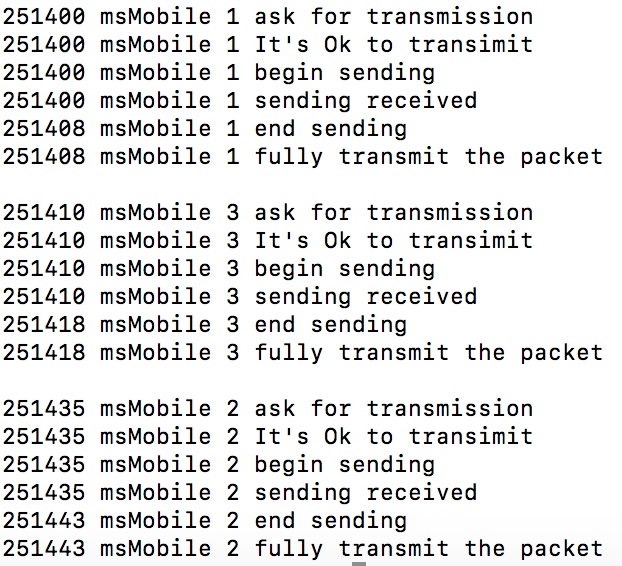 251400 msMobile 1 ask for transmission
251400 msMobile 1 It's Ok to transimit
251400 msMobile 1 begin sending
251400 msMobile 1 sending received
251408 msMobile 1 end sending
251408 msMobile 1 fully transmit the packet
251410 msMobile 3 ask for transmission
251410 msMobile 3 It's Ok to transimit
251410 msMobile 3 begin sending
251410 msMobile 3 sending received
251418 msMobile 3 end sending
251418 msMobile 3 fully transmit the packet
251435 msMobile 2 ask for transmission
251435 msMobile 2 It's Ok to transimit
251435 msMobile 2 begin sending
251435 msMobile 2 sending received
251443 msMobile 2 end sending
251443 msMobile 2 fully transmit the packet